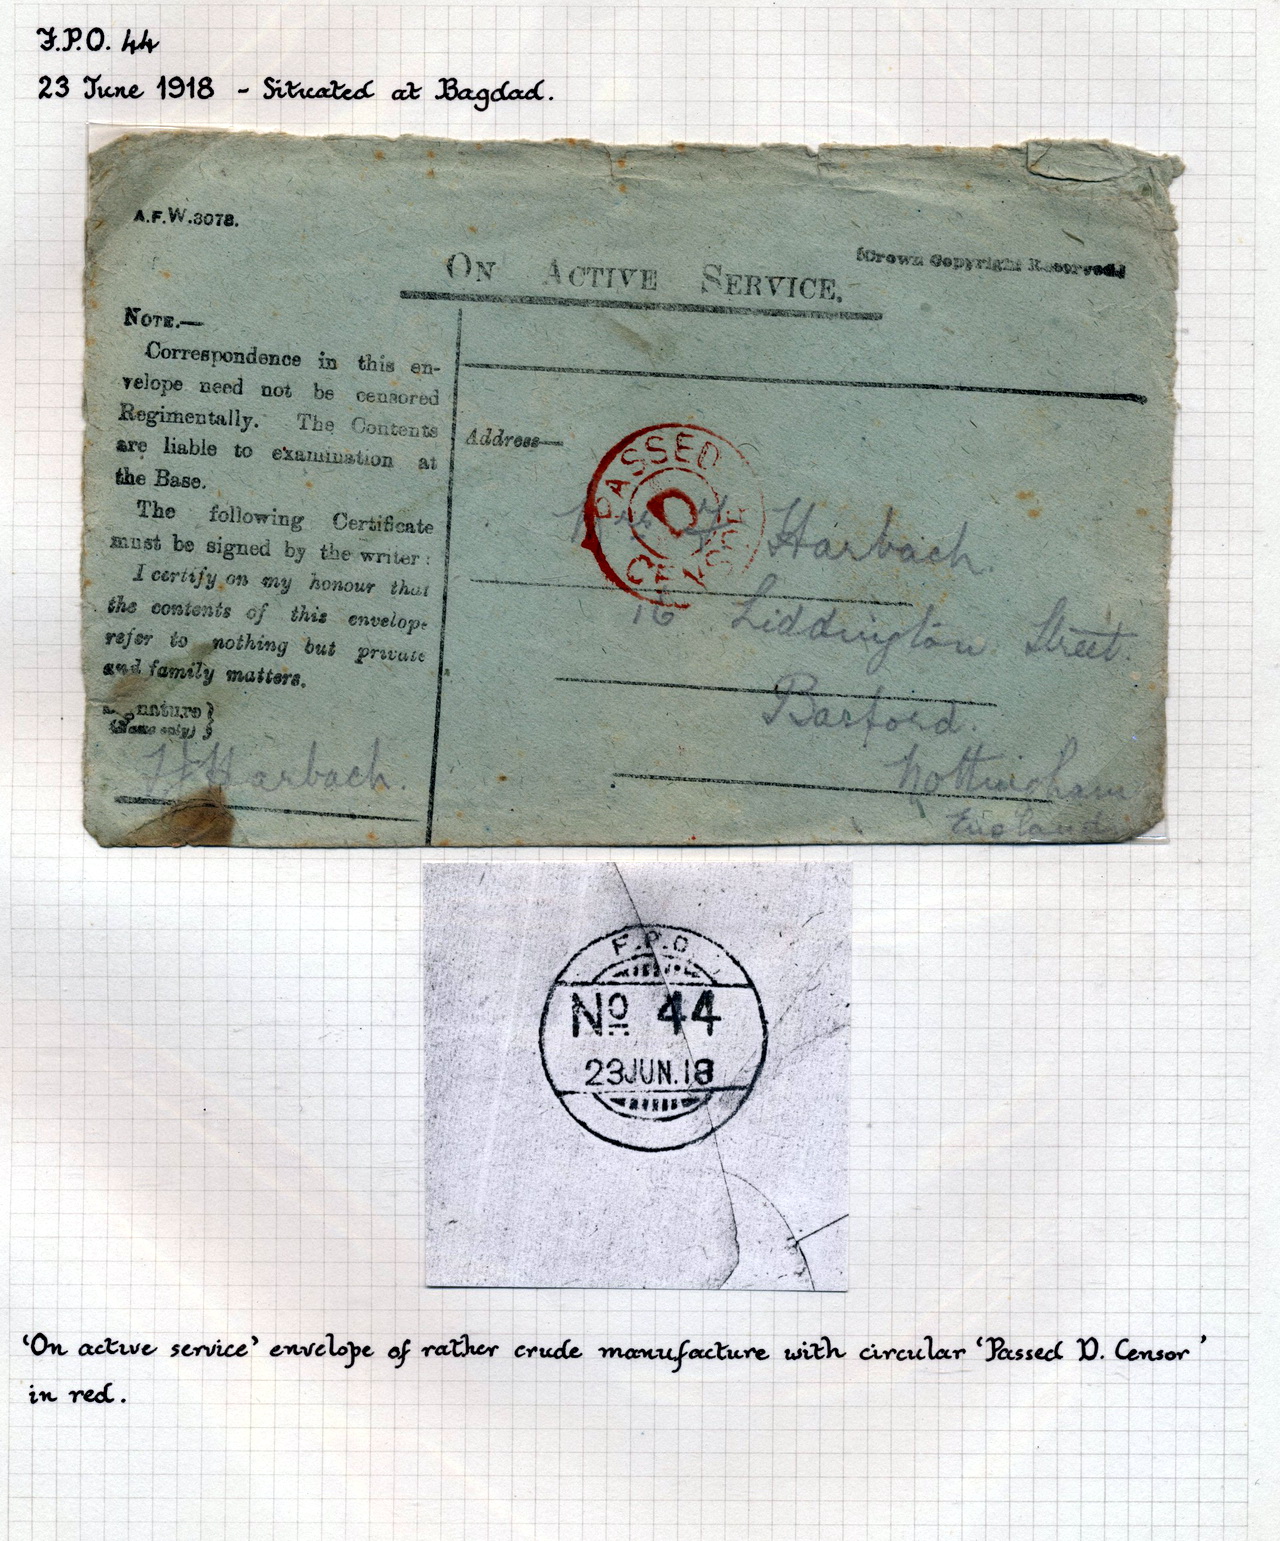 F.P.O. 44
23 June 1918 - Situated at Bagdad.
A.F.W.3078.
(Crown Copyright Reserved.)
ON ACTIVE SERVICE.
NOTE.—
Correspondence in this en-
velope need not be censored
Regimentally. The Contents
are liable to examination at
the Base.
The following Certificate
must be signed by the writer:
I certify on my honour that
the contents of this envelope
refer to nothing but private
and family matters.
Signature }
(Name only) }
Harbach.
Address—
PASSED
D
CENSOR
Mrs Harbach.
16 Liddington Street.
Basford.
Nottingham
England
F.P.O
No 44
23 JUN.18
'On active service' envelope of rather crude manufacture with circular 'Passed D. Censor'
in red.